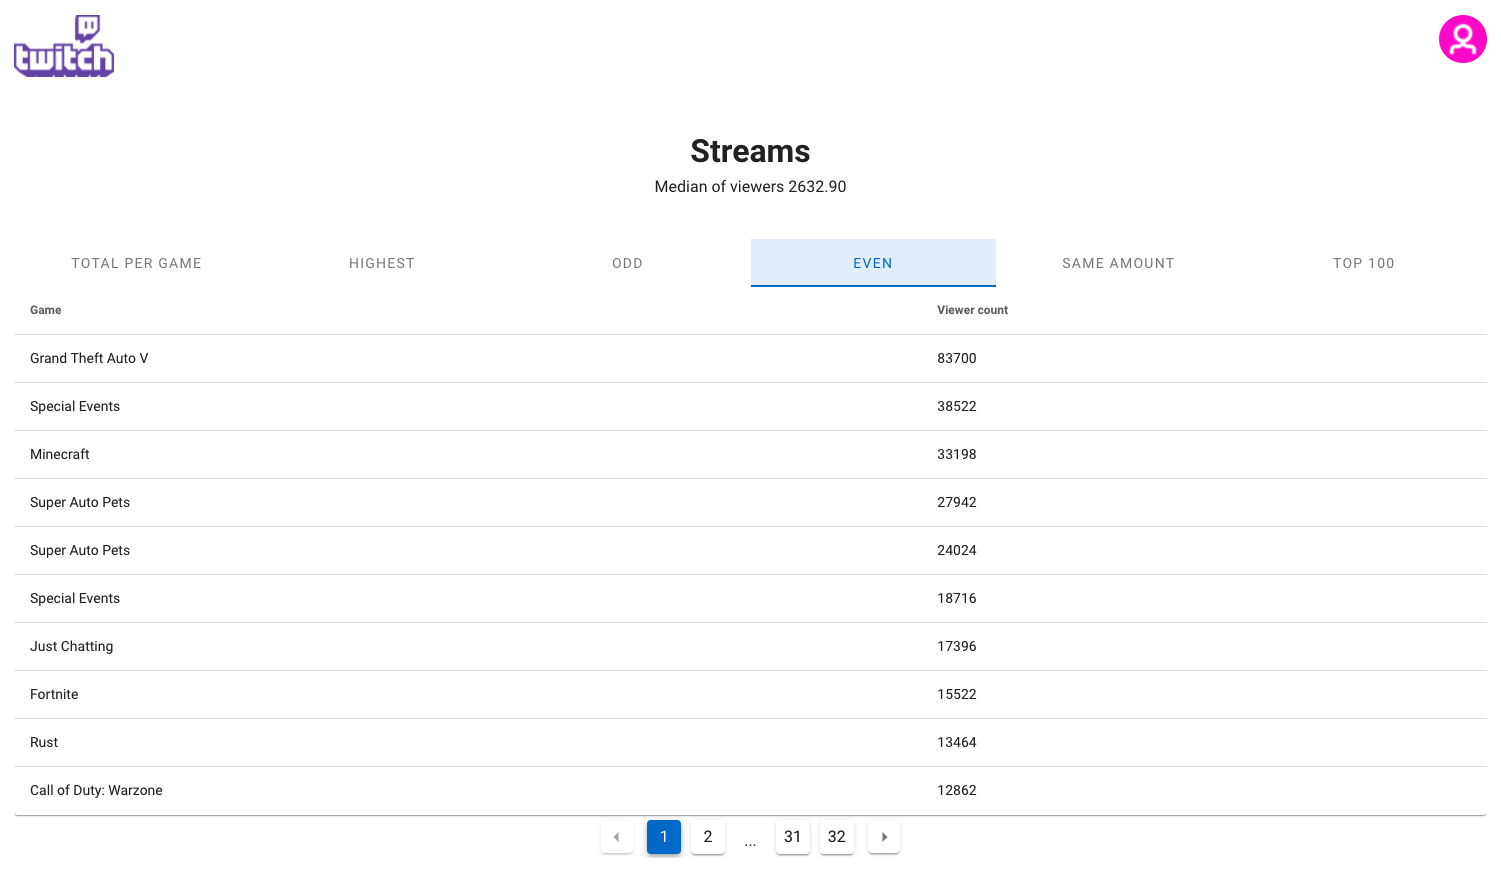 twitch
Streams
Median of viewers 2632.90
TOTAL PER GAME HIGHEST ODD EVEN SAME AMOUNT TOP 100
Game Viewer count
Grand Theft Auto V 83700
Special Events 38522
Minecraft 33198
Super Auto Pets 27942
Super Auto Pets 24024
Special Events 18716
Just Chatting 17396
Fortnite 15522
Rust 13464
Call of Duty: Warzone 12862
1 2 ... 31 32